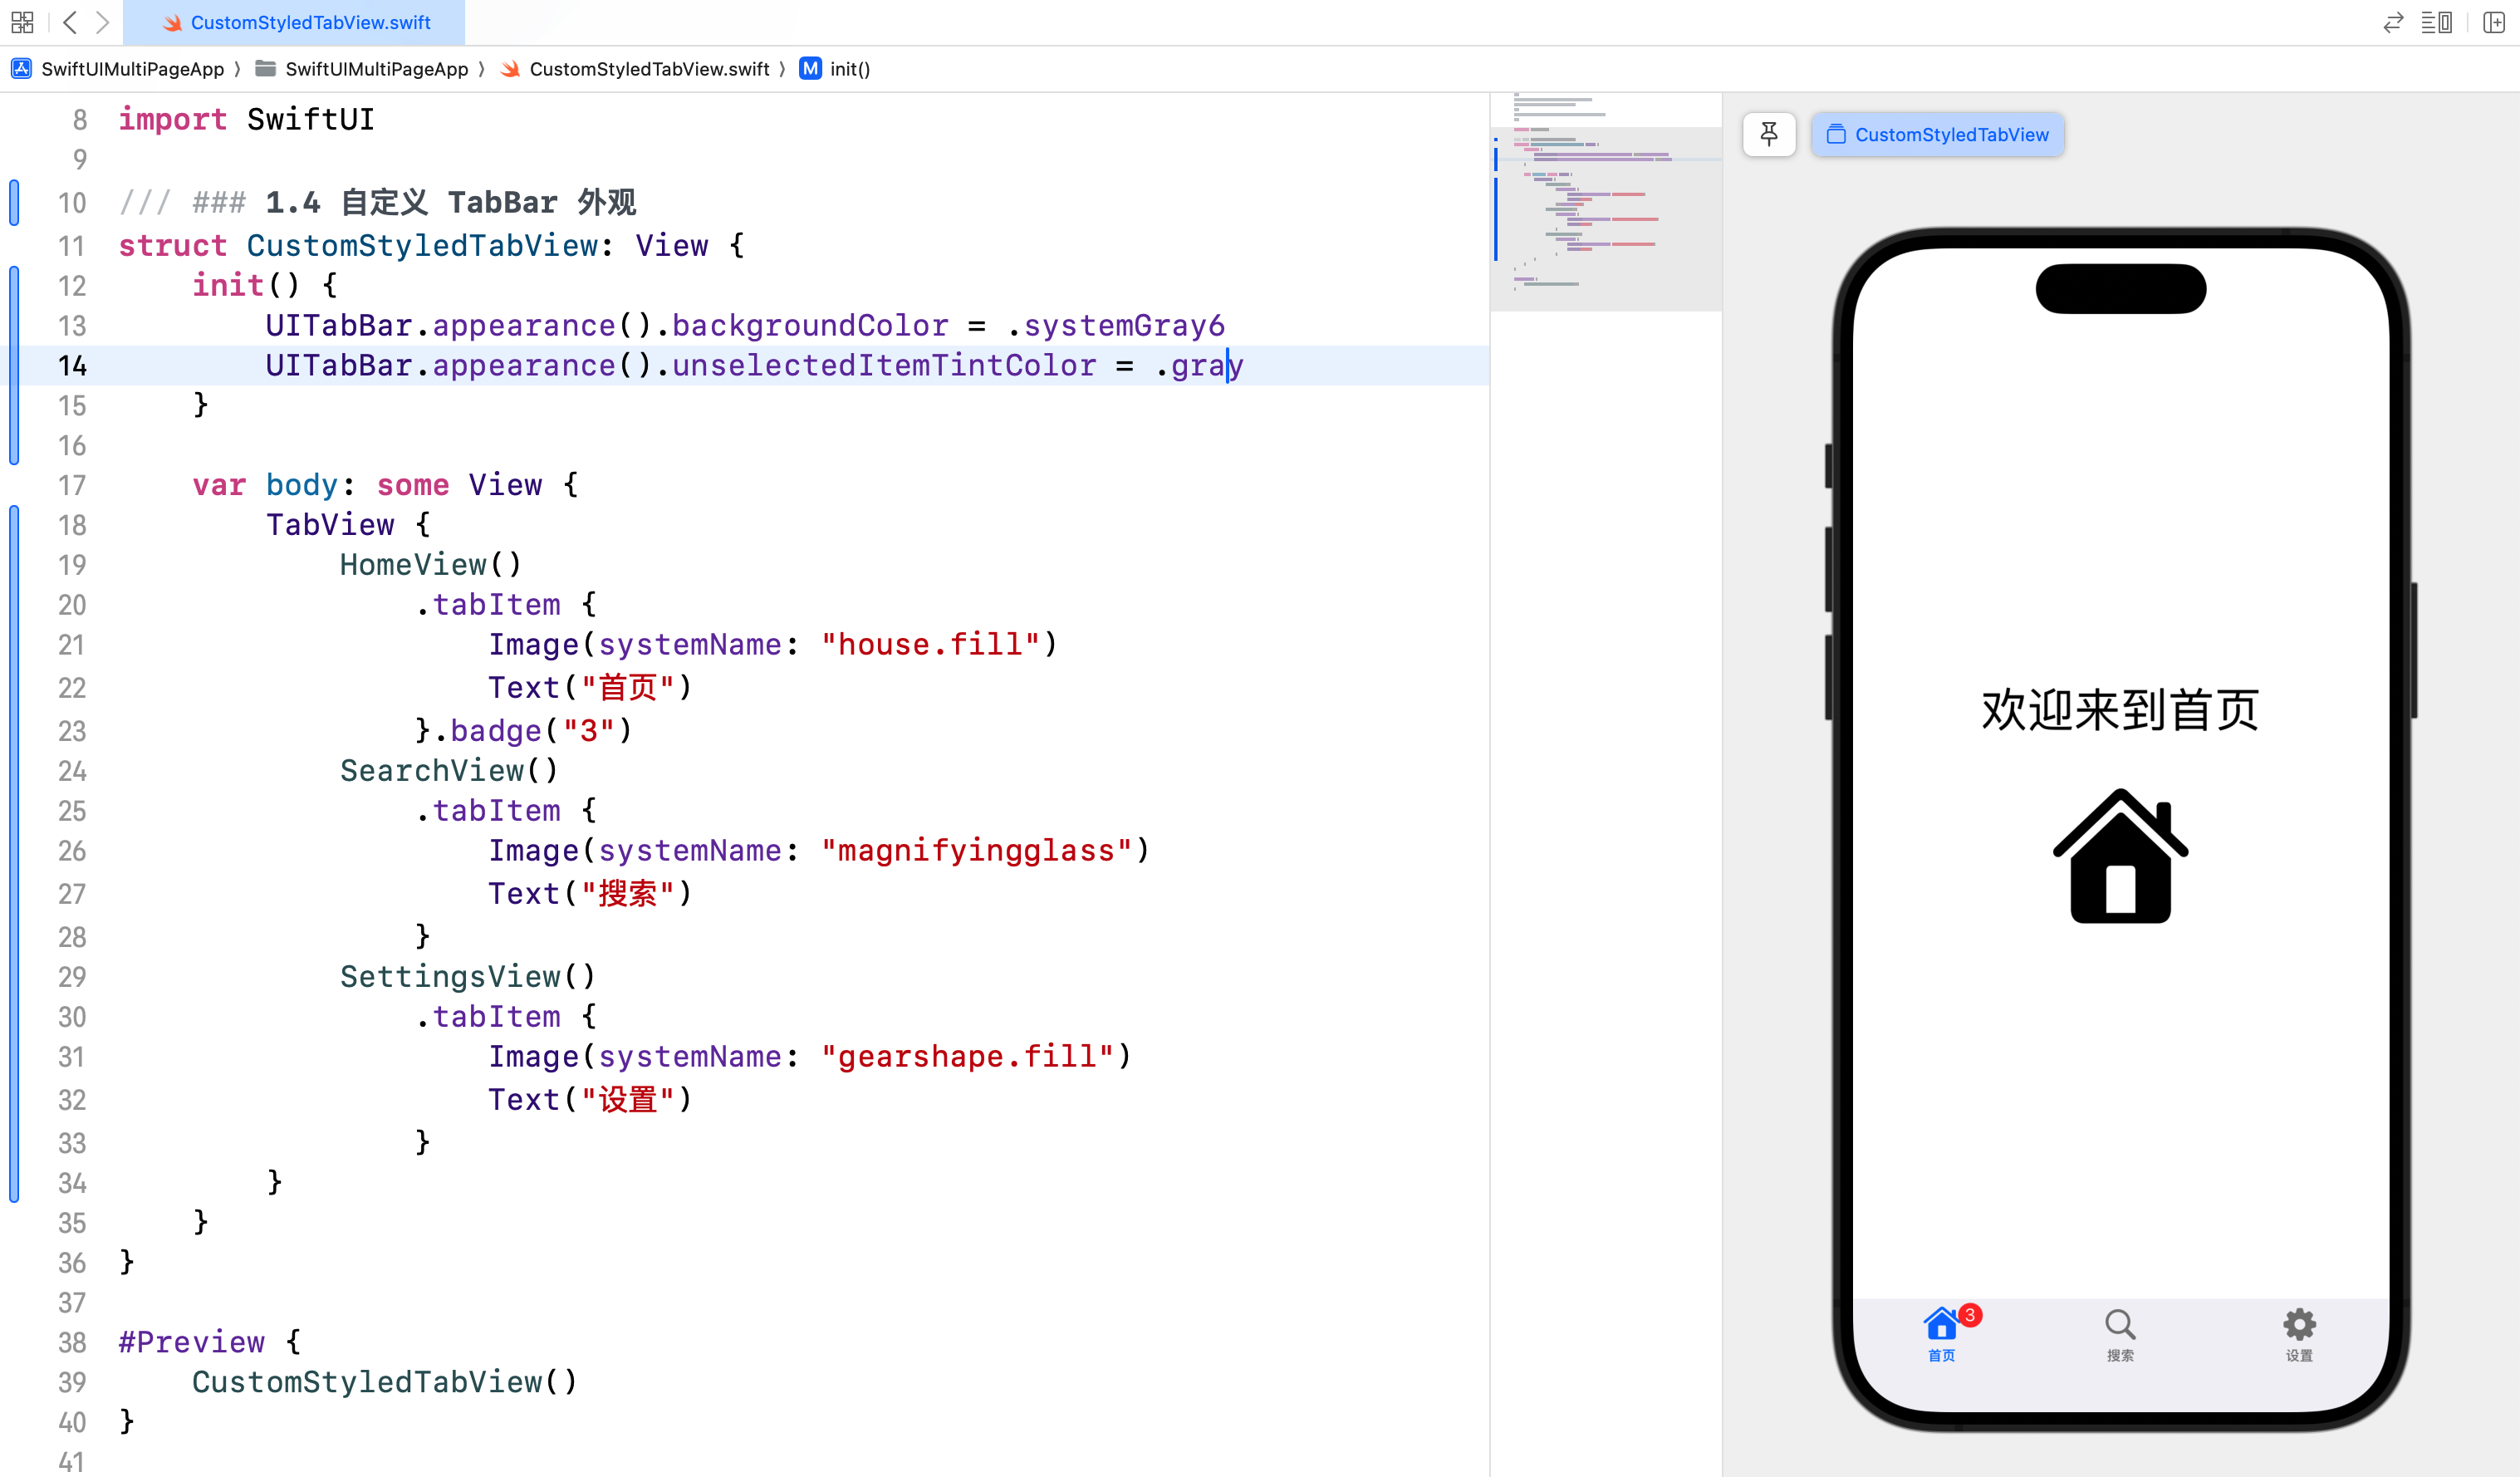 CustomStyledTabView.swift
SwiftUIMultiPageApp 〉 SwiftUIMultiPageApp 〉 CustomStyledTabView.swift 〉 M init()
8 import SwiftUI
9
10 /// ### 1.4 自定义 TabBar 外观
11 struct CustomStyledTabView: View {
12 init() {
13 UITabBar.appearance().backgroundColor = .systemGray6
14 UITabBar.appearance().unselectedItemTintColor = .gray
15 }
16
17 var body: some View {
18 TabView {
19 HomeView()
20 .tabItem {
21 Image(systemName: "house.fill")
22 Text("首页")
23 }.badge("3")
24 SearchView()
25 .tabItem {
26 Image(systemName: "magnifyingglass")
27 Text("搜索")
28 }
29 SettingsView()
30 .tabItem {
31 Image(systemName: "gearshape.fill")
32 Text("设置")
33 }
34 }
35 }
36 }
37
38 #Preview {
39 CustomStyledTabView()
40 }
41
CustomStyledTabView
欢迎来到首页
3
首页 搜索 设置